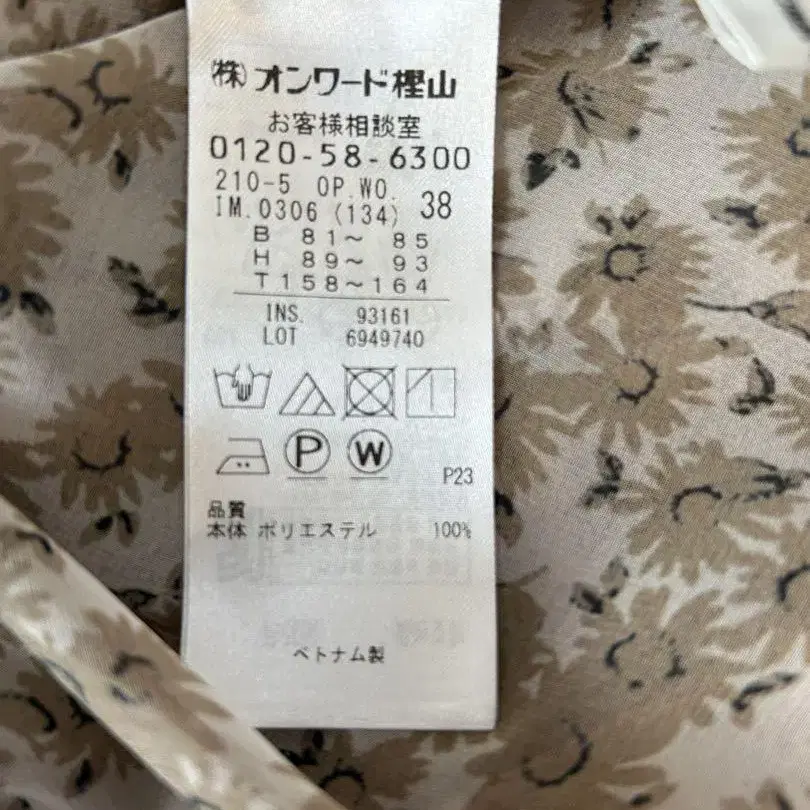 ㈱オンワード樫山
お客様相談室
0120-58-6300
210-5 OP.WO.
IM.0306 (134) 38
B 81〜 85
H 89〜 93
T158〜164
INS. 93161
LOT 6949740
P W
P23
品質
本体 ポリエステル 100%
ベトナム製